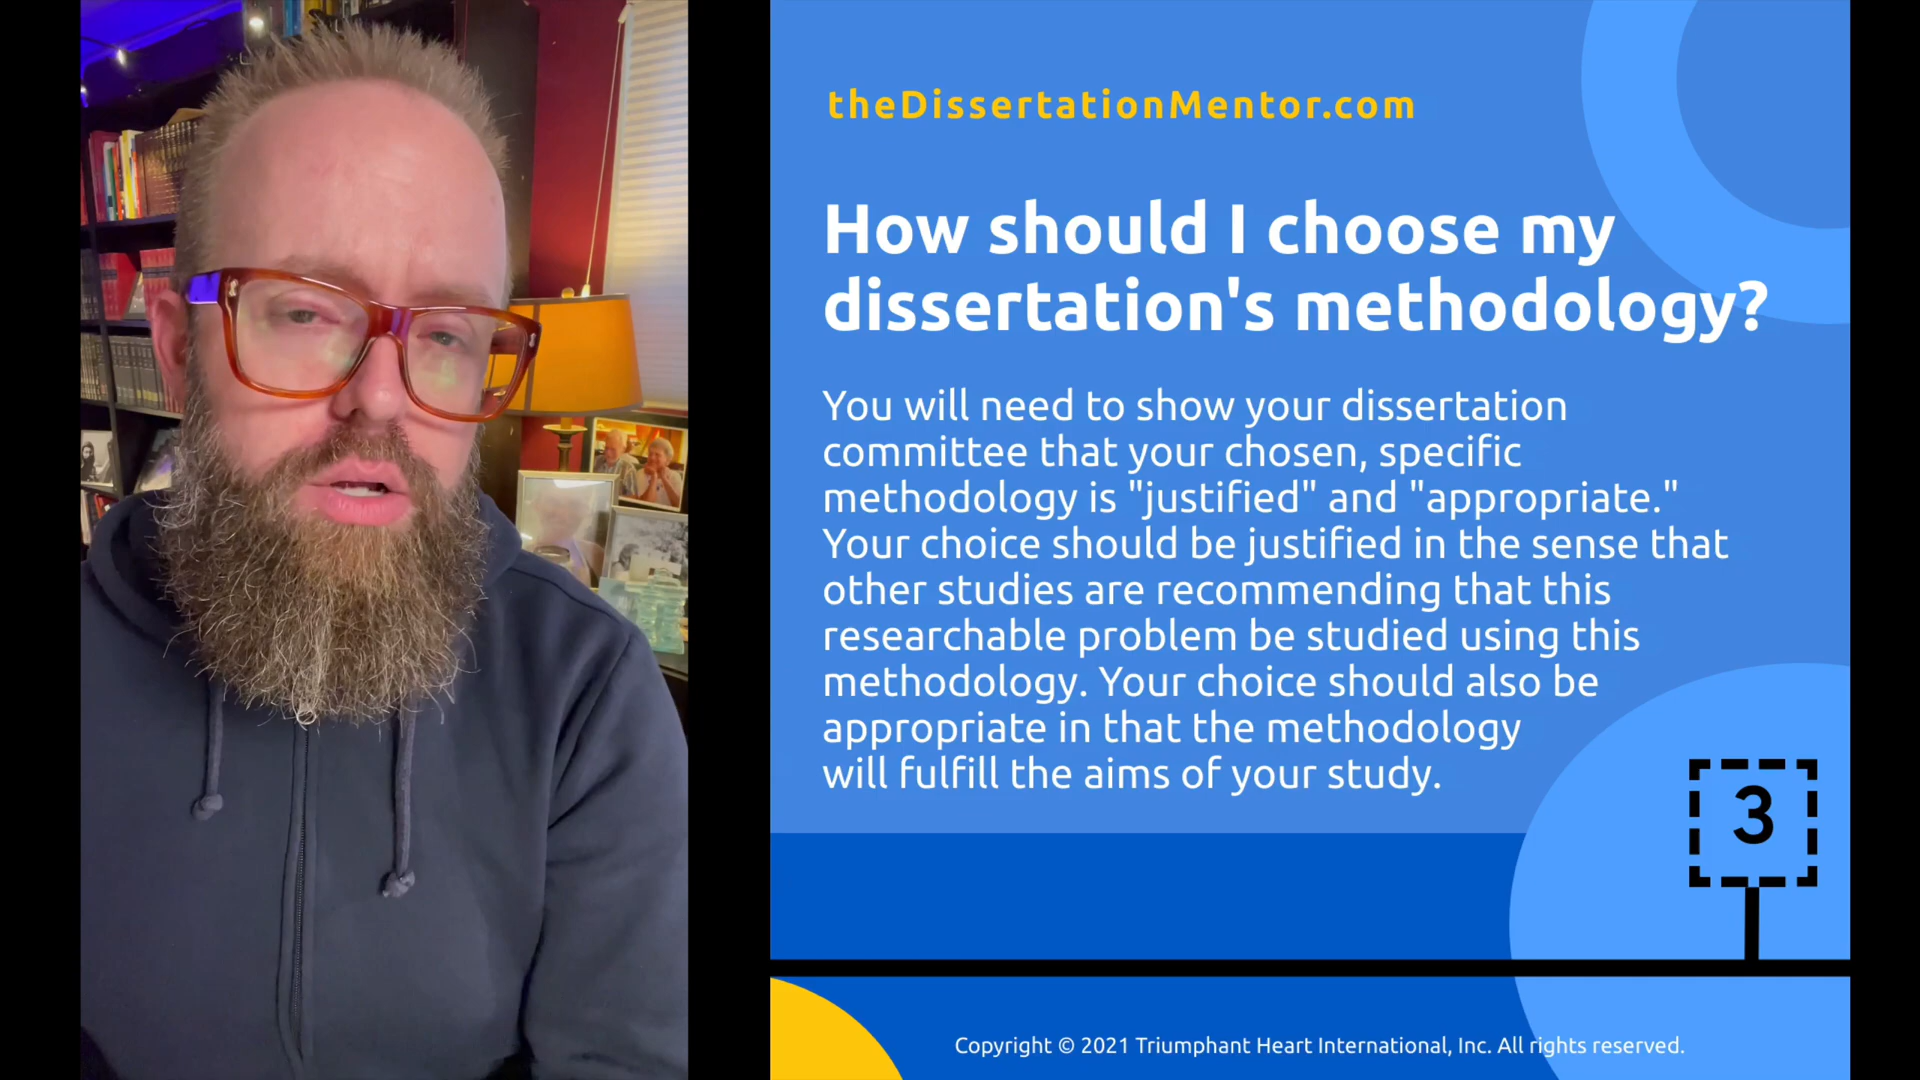 theDissertationMentor.com
How should I choose my
dissertation's methodology?
You will need to show your dissertation
committee that your chosen, specific
methodology is "justified" and "appropriate."
Your choice should be justified in the sense that
other studies are recommending that this
researchable problem be studied using this
methodology. Your choice should also be
appropriate in that the methodology
will fulfill the aims of your study.
3
Copyright © 2021 Triumphant Heart International, Inc. All rights reserved.